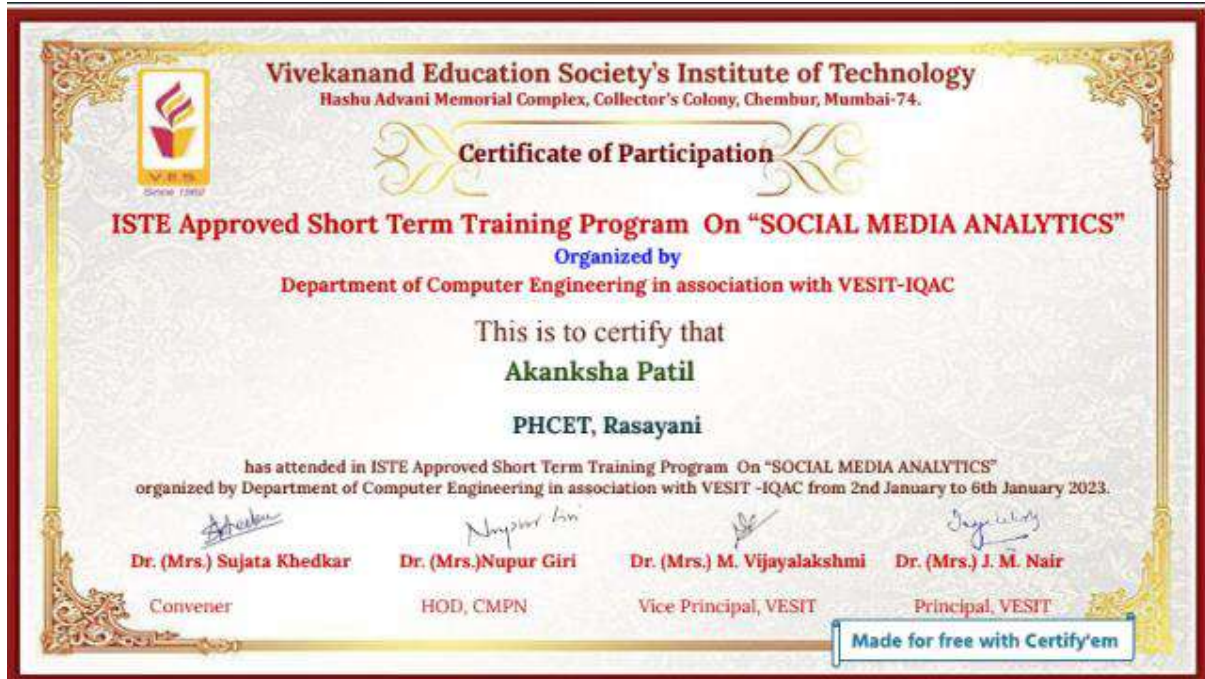 Vivekanand Education Society's Institute of Technology
Hashu Advani Memorial Complex, Collector's Colony, Chembur, Mumbai-74.
V.E.S.
Since 1962
Certificate of Participation
ISTE Approved Short Term Training Program On “SOCIAL MEDIA ANALYTICS”
Organized by
Department of Computer Engineering in association with VESIT-IQAC
This is to certify that
Akanksha Patil
PHCET, Rasayani
has attended in ISTE Approved Short Term Training Program On “SOCIAL MEDIA ANALYTICS”
organized by Department of Computer Engineering in association with VESIT -IQAC from 2nd January to 6th January 2023.
Nupur Giri
Dr. (Mrs.) Sujata Khedkar Dr. (Mrs.)Nupur Giri Dr. (Mrs.) M. Vijayalakshmi Dr. (Mrs.) J. M. Nair
Convener HOD, CMPN Vice Principal, VESIT Principal, VESIT
Made for free with Certify'em